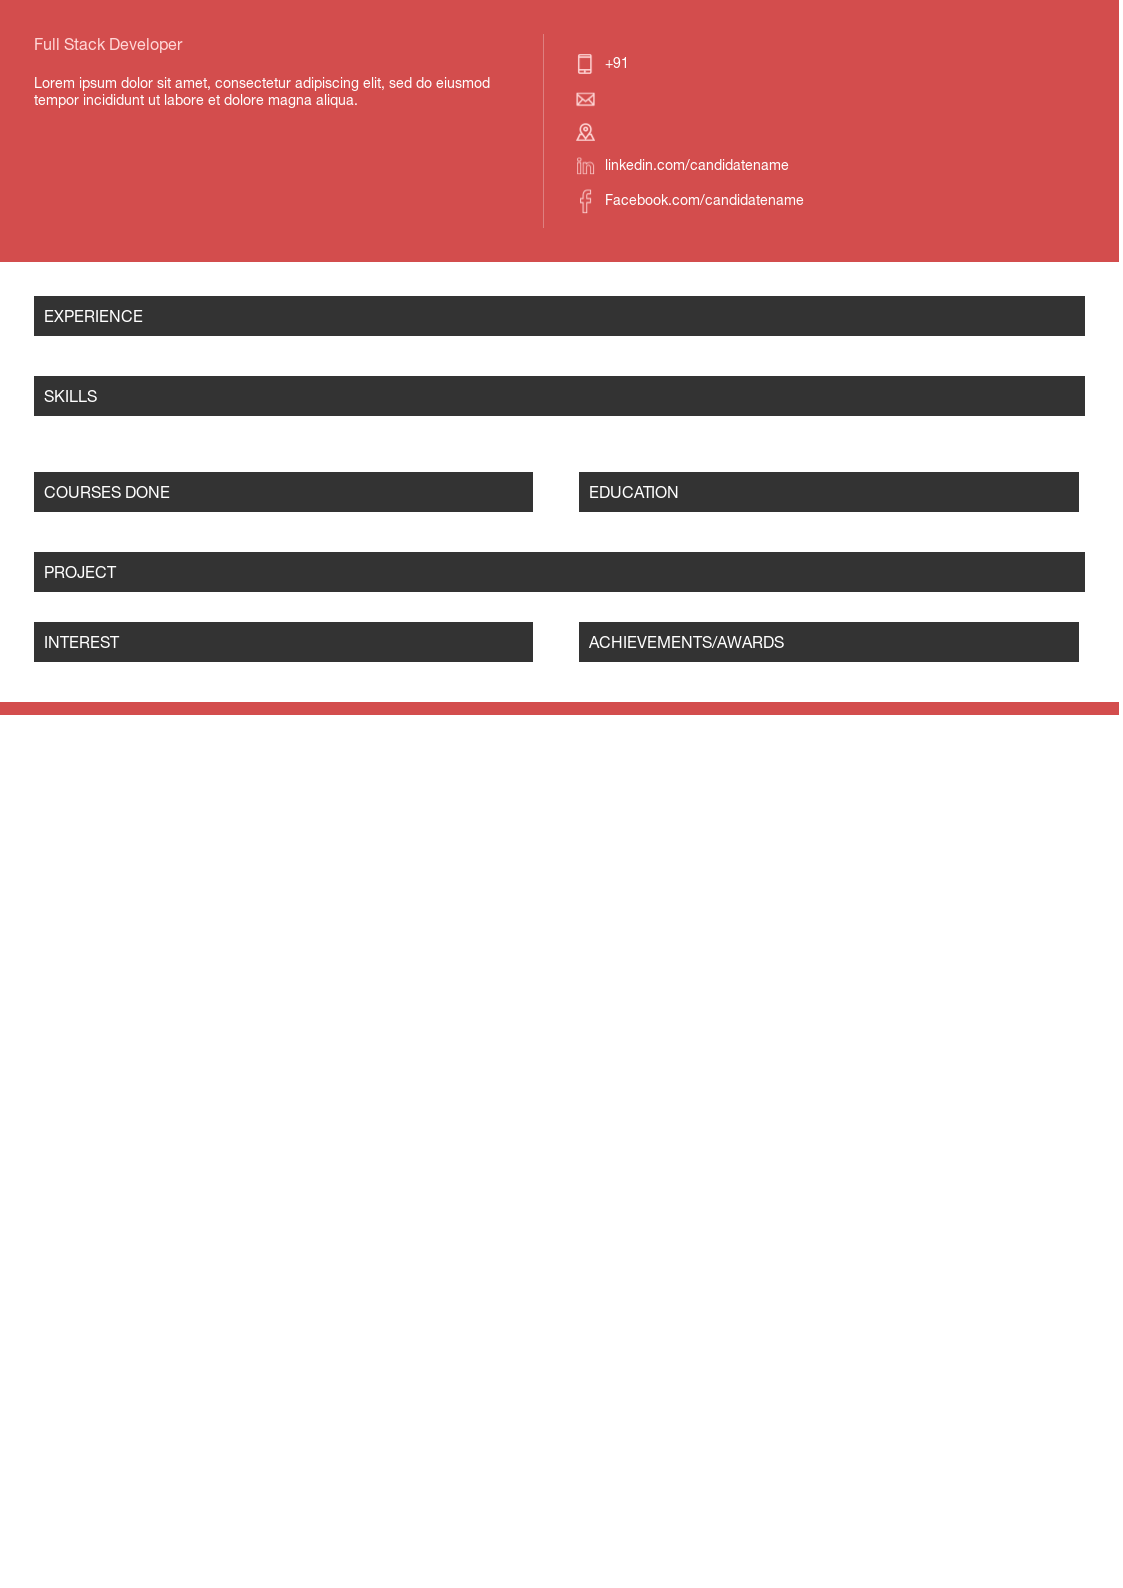 Full Stack Developer
Lorem ipsum dolor sit amet, consectetur adipiscing elit, sed do eiusmod
tempor incididunt ut labore et dolore magna aliqua.
+91
linkedin.com/candidatename
Facebook.com/candidatename
EXPERIENCE
SKILLS
COURSES DONE
EDUCATION
PROJECT
INTEREST
ACHIEVEMENTS/AWARDS